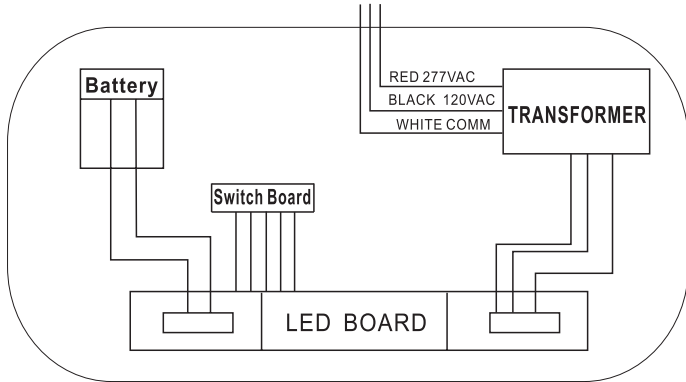 RED 277VAC
Battery
BLACK 120VAC
TRANSFORMER
WHITE COMM
Switch Board
LED BOARD